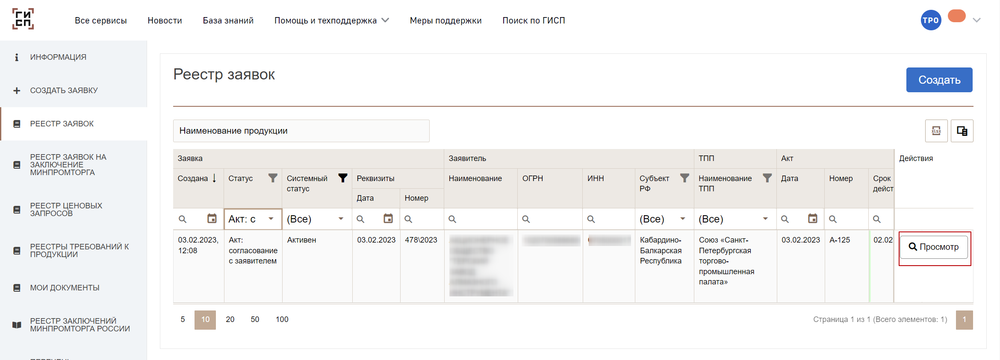 ГИ
СП
Все сервисы
Новости
База знаний
Помощь и техподдержка
Меры поддержки
Поиск по ГИСП
ТРО
ИНФОРМАЦИЯ
СОЗДАТЬ ЗАЯВКУ
РЕЕСТР ЗАЯВОК
РЕЕСТР ЗАЯВОК НА
ЗАКЛЮЧЕНИЕ
МИНПРОМТОРГА
РЕЕСТР ЦЕНОВЫХ
ЗАПРОСОВ
РЕЕСТРЫ ТРЕБОВАНИЙ К
ПРОДУКЦИИ
МОИ ДОКУМЕНТЫ
РЕЕСТР ЗАКЛЮЧЕНИЙ
МИНПРОМТОРГА РОССИИ
Реестр заявок
Создать
Наименование продукции
xlsx
Заявка
Заявитель
ТПП
Акт
Действия
Создана
Статус
Системный
статус
Реквизиты
Дата
Номер
Наименование
ОГРН
ИНН
Субъект
РФ
Наименование
ТПП
Дата
Номер
Срок
дейст
Акт: с
(Все)
(Все)
(Все)
03.02.2023,
12:08
Акт:
согласование
с заявителем
Активен
03.02.2023
478\2023
Кабардино-
Балкарская
Республика
Союз «Санкт-
Петербургская
торгово-
промышленная
палата»
03.02.2023
А-125
02.02
Просмотр
5
10
20
50
100
Страница 1 из 1 (Всего элементов: 1)
1